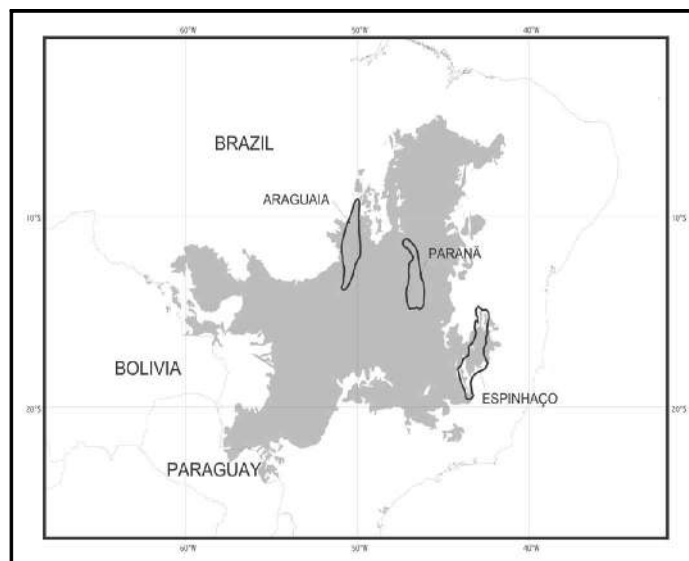 60°W 50°W 40°W
BRAZIL
ARAGUAIA
10°S 10°S
PARANÃ
BOLIVIA
ESPINHAÇO
20°S 20°S
PARAGUAY
60°W 50°W 40°W